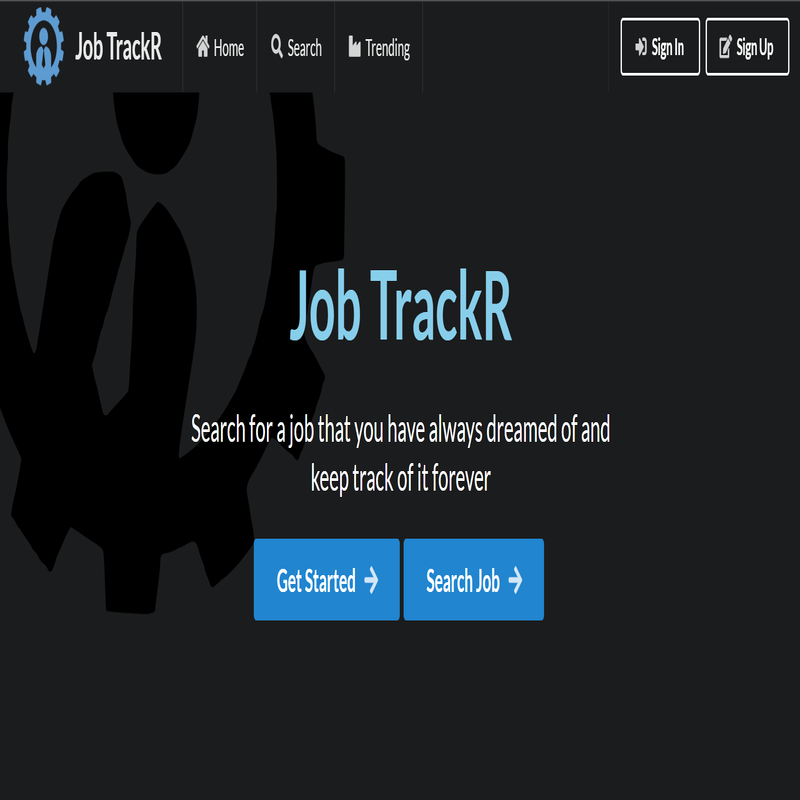 Job TrackR
Home
Search
Trending
Sign In
Sign Up
Job TrackR
Search for a job that you have always dreamed of and
keep track of it forever
Get Started
Search Job